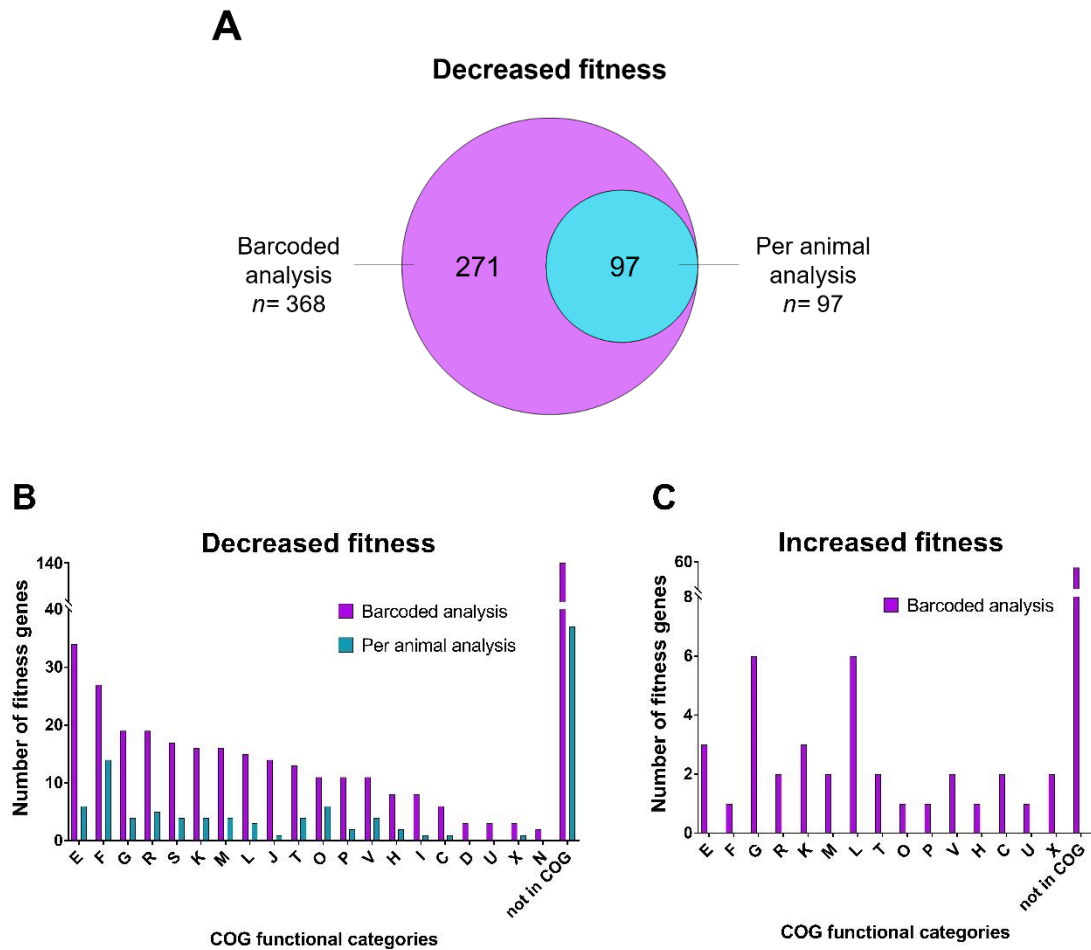 A
Decreased fitness
Barcoded
analysis
n= 368
271
97
Per animal
analysis
n= 97
B
Decreased fitness
Number of fitness genes
140
40
30
20
10
0
Barcoded analysis
Per animal analysis
E F G R S K M L J T O P V H I C D U X N not in COG
COG functional categories
C
Increased fitness
Number of fitness genes
60
8
6
4
2
0
Barcoded analysis
E F G R K M L T O P V H C U X not in COG
COG functional categories